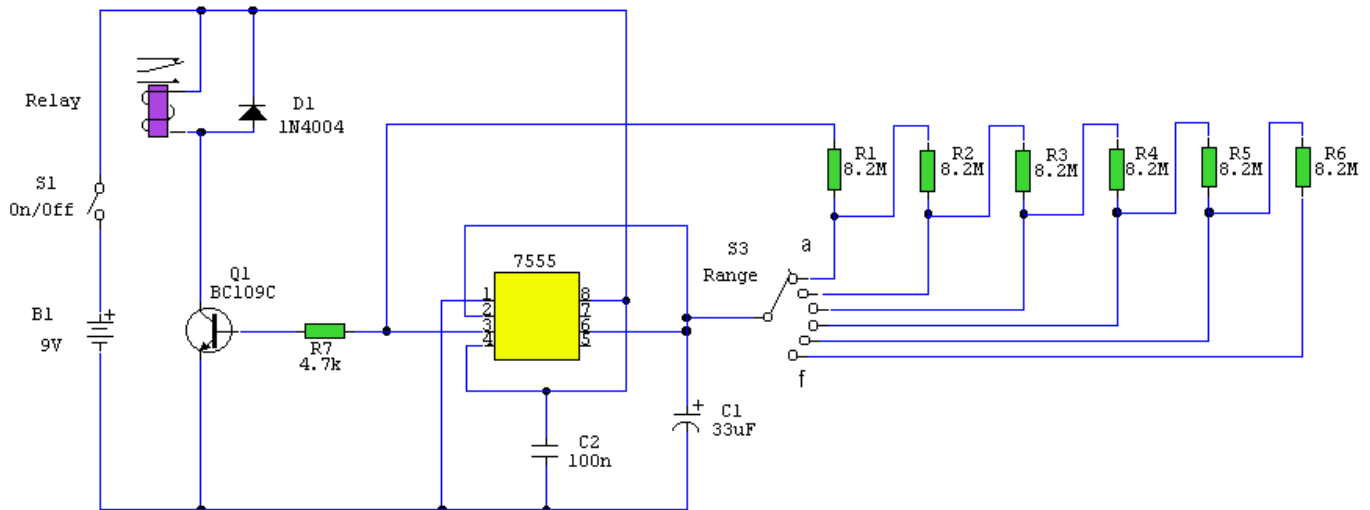 Relay
D1
1N4004
S1
On/Off
R1
8.2M
R2
8.2M
R3
8.2M
R4
8.2M
R5
8.2M
R6
8.2M
S3
Range
a
f
7555
1
2
3
4
8
7
6
5
Q1
BC109C
B1
+
9V
R7
4.7k
+
C1
33uF
C2
100n